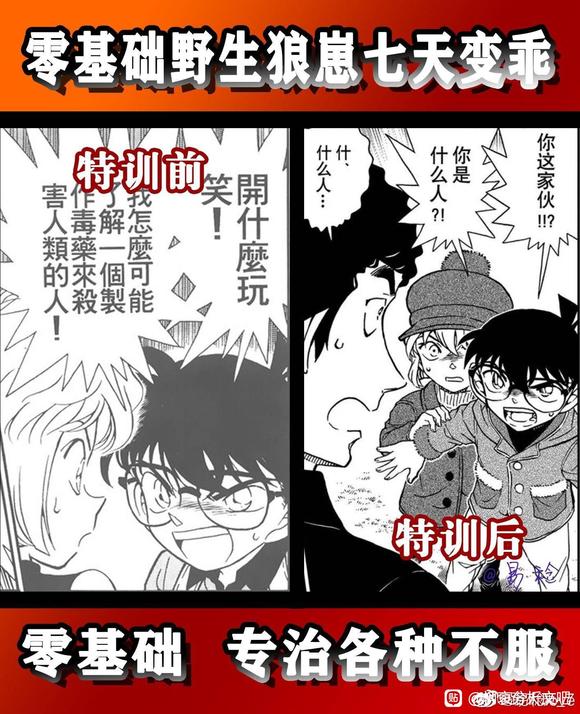 零基础野生狼崽七天变乖
特训前
開什麼玩
笑！
我怎麼可能
了解一個製
作毒藥來殺
害人類的人！
你这家伙!!?
你是
什么人?!
什、
什么人…
特训后
零基础 专治各种不服